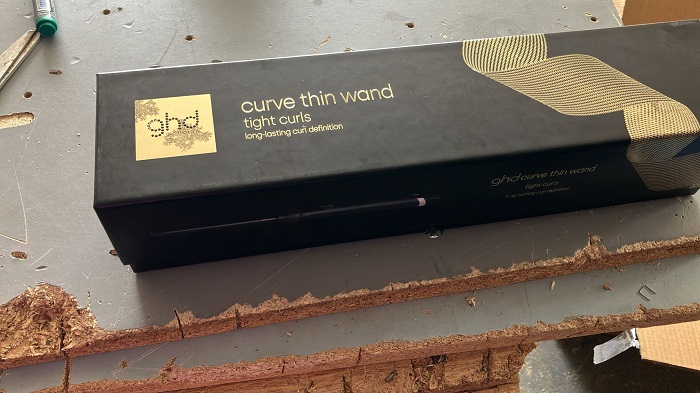 ghd
curve thin wand
tight curls
long-lasting curl definition
ghd curve thin wand
tight curls
long-lasting curl definition